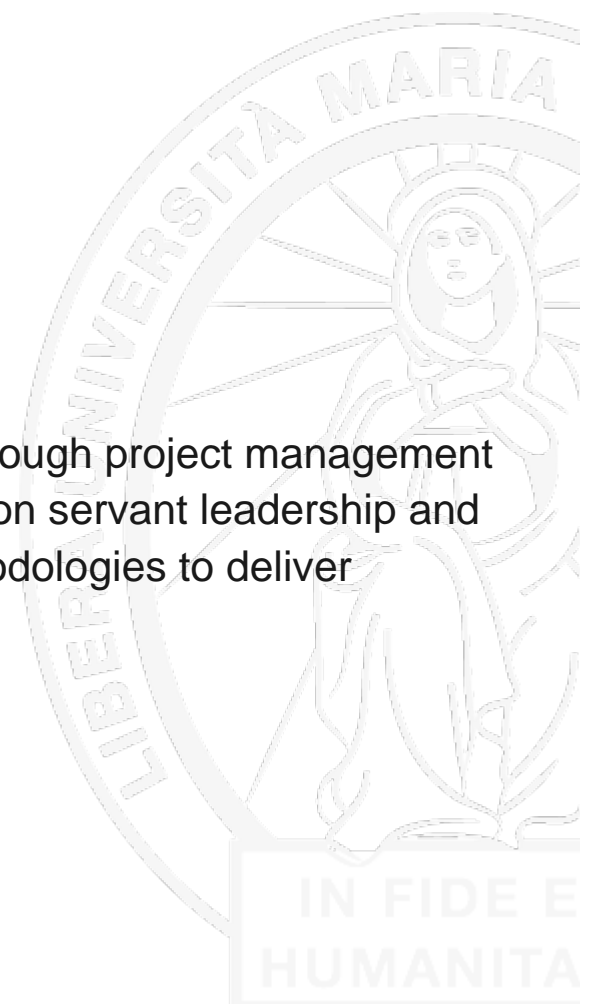 LIBERA UNIVERSITÀ MARIA
ough project management
on servant leadership and
odologies to deliver
IN FIDE E
HUMANITA